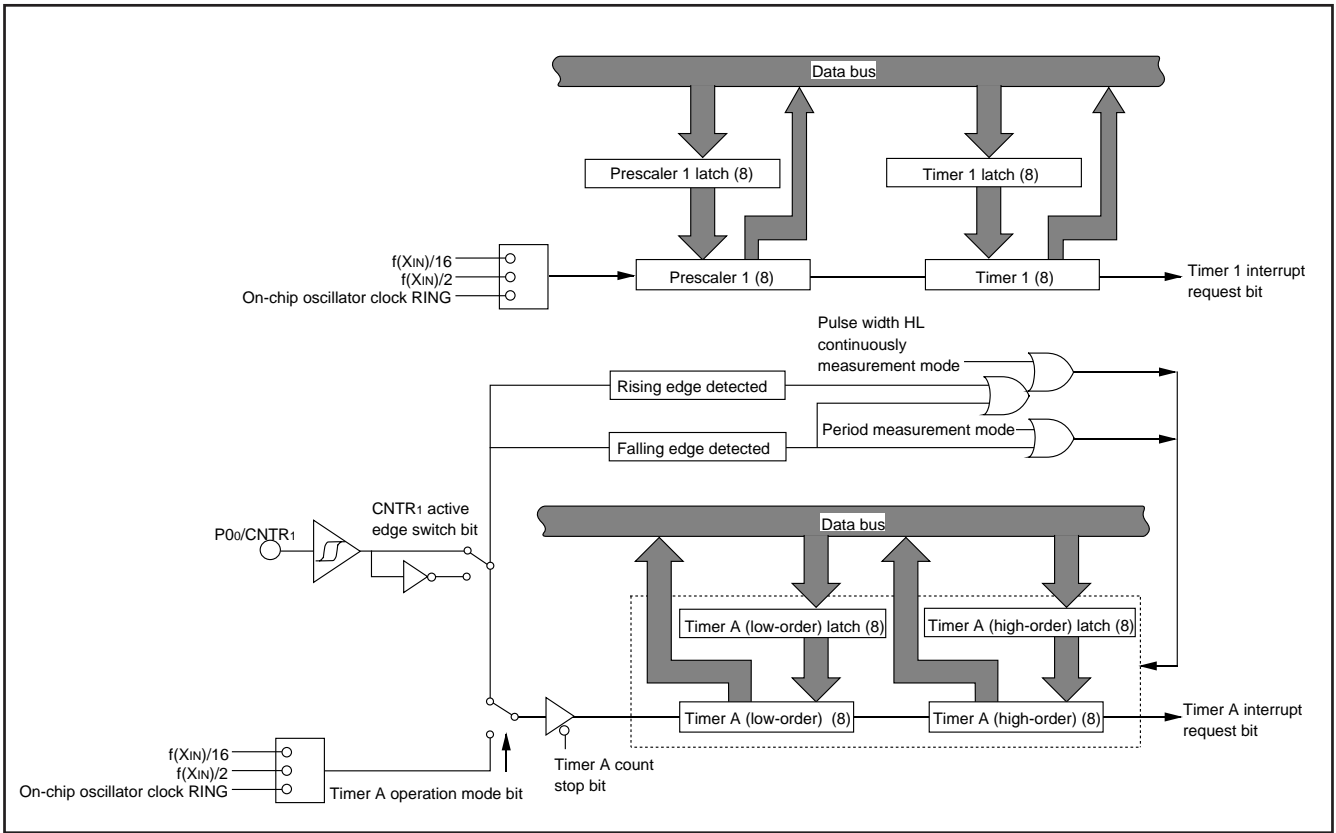 Data bus
Prescaler 1 latch (8)
Timer 1 latch (8)
f(XIN)/16
f(XIN)/2
On-chip oscillator clock RING
Prescaler 1 (8)
Timer 1 (8)
Timer 1 interrupt
request bit
Pulse width HL
continuously
measurement mode
Rising edge detected
Period measurement mode
Falling edge detected
CNTR1 active
edge switch bit
P00/CNTR1
Data bus
Timer A (low-order) latch (8)
Timer A (high-order) latch (8)
Timer A (low-order) (8)
Timer A (high-order) (8)
Timer A interrupt
request bit
f(XIN)/16
f(XIN)/2
On-chip oscillator clock RING
Timer A operation mode bit
Timer A count
stop bit